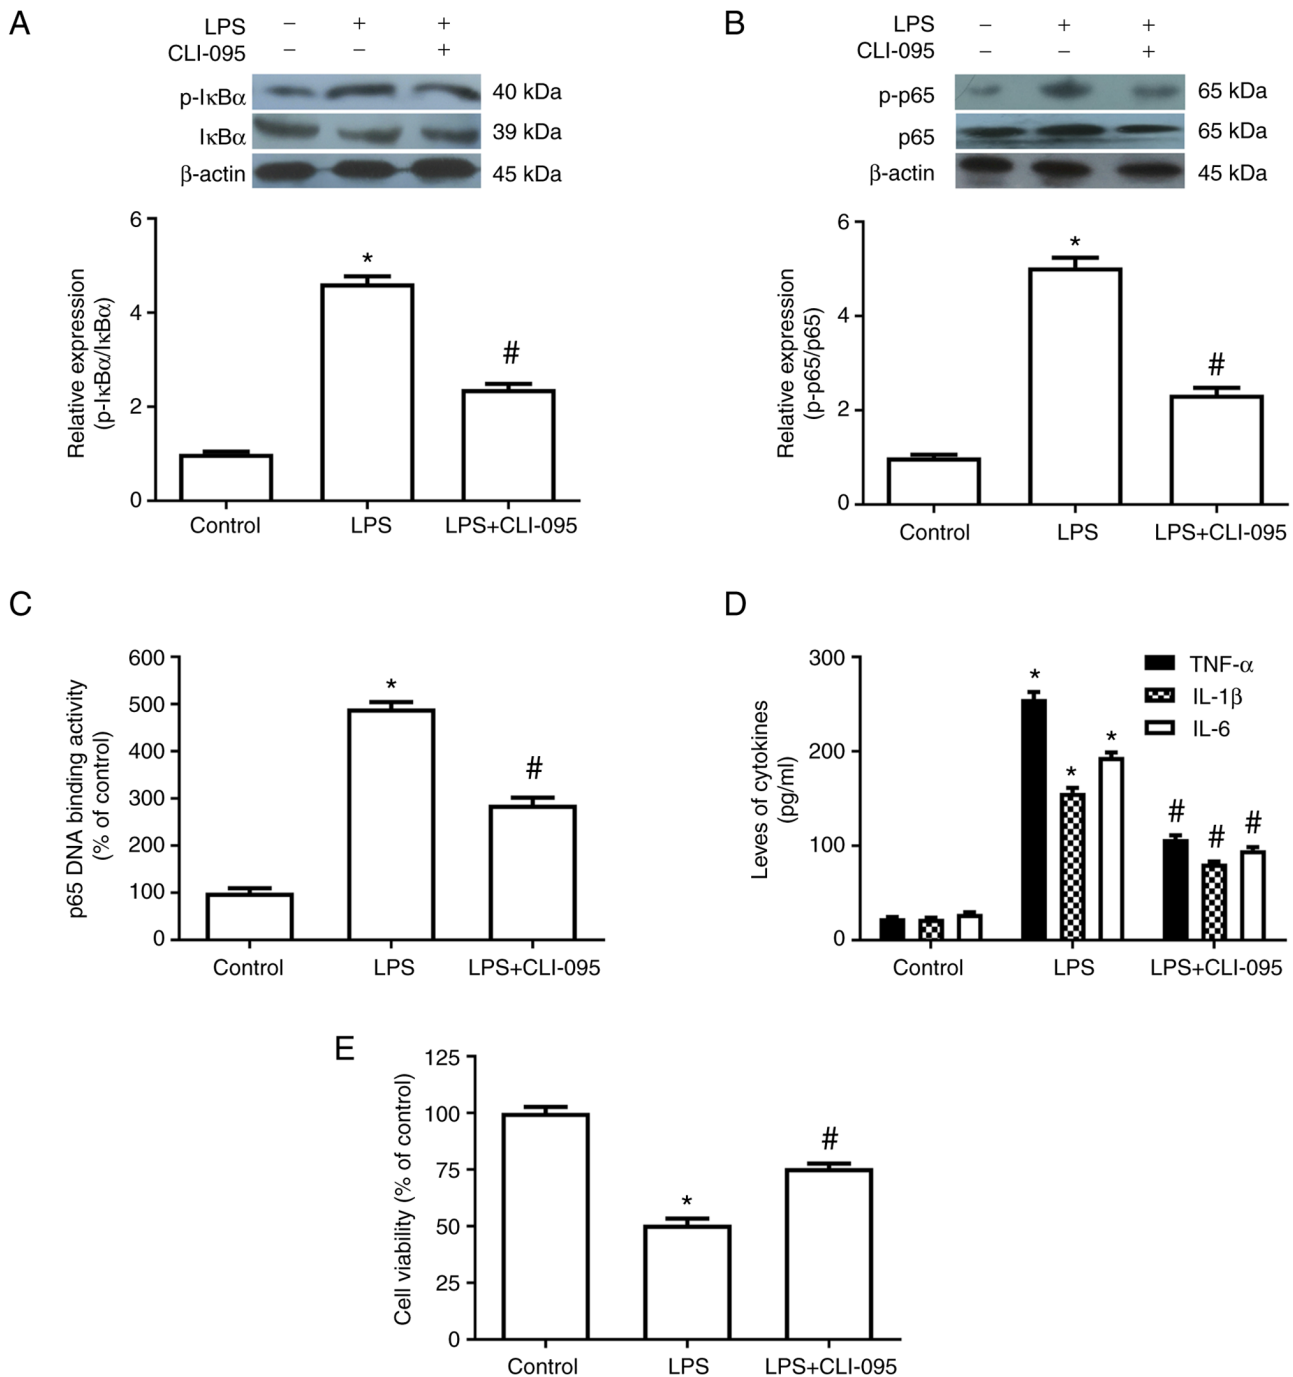 A
LPS − + +
CLI-095 − − +
p-IκBα 40 kDa
IκBα 39 kDa
β-actin 45 kDa
Relative expression
(p-IκBα/IκBα)
6
4
2
0
*
#
Control LPS LPS+CLI-095
B
LPS − + +
CLI-095 − − +
p-p65 65 kDa
p65 65 kDa
β-actin 45 kDa
Relative expression
(p-p65/p65)
6
4
2
0
*
#
Control LPS LPS+CLI-095
C
p65 DNA binding activity
(% of control)
600
500
400
300
200
100
0
*
#
Control LPS LPS+CLI-095
D
Leves of cytokines
(pg/ml)
300
200
100
0
TNF-α
IL-1β
IL-6
* * *
# # #
Control LPS LPS+CLI-095
E
Cell viability (% of control)
125
100
75
50
25
0
*
#
Control LPS LPS+CLI-095